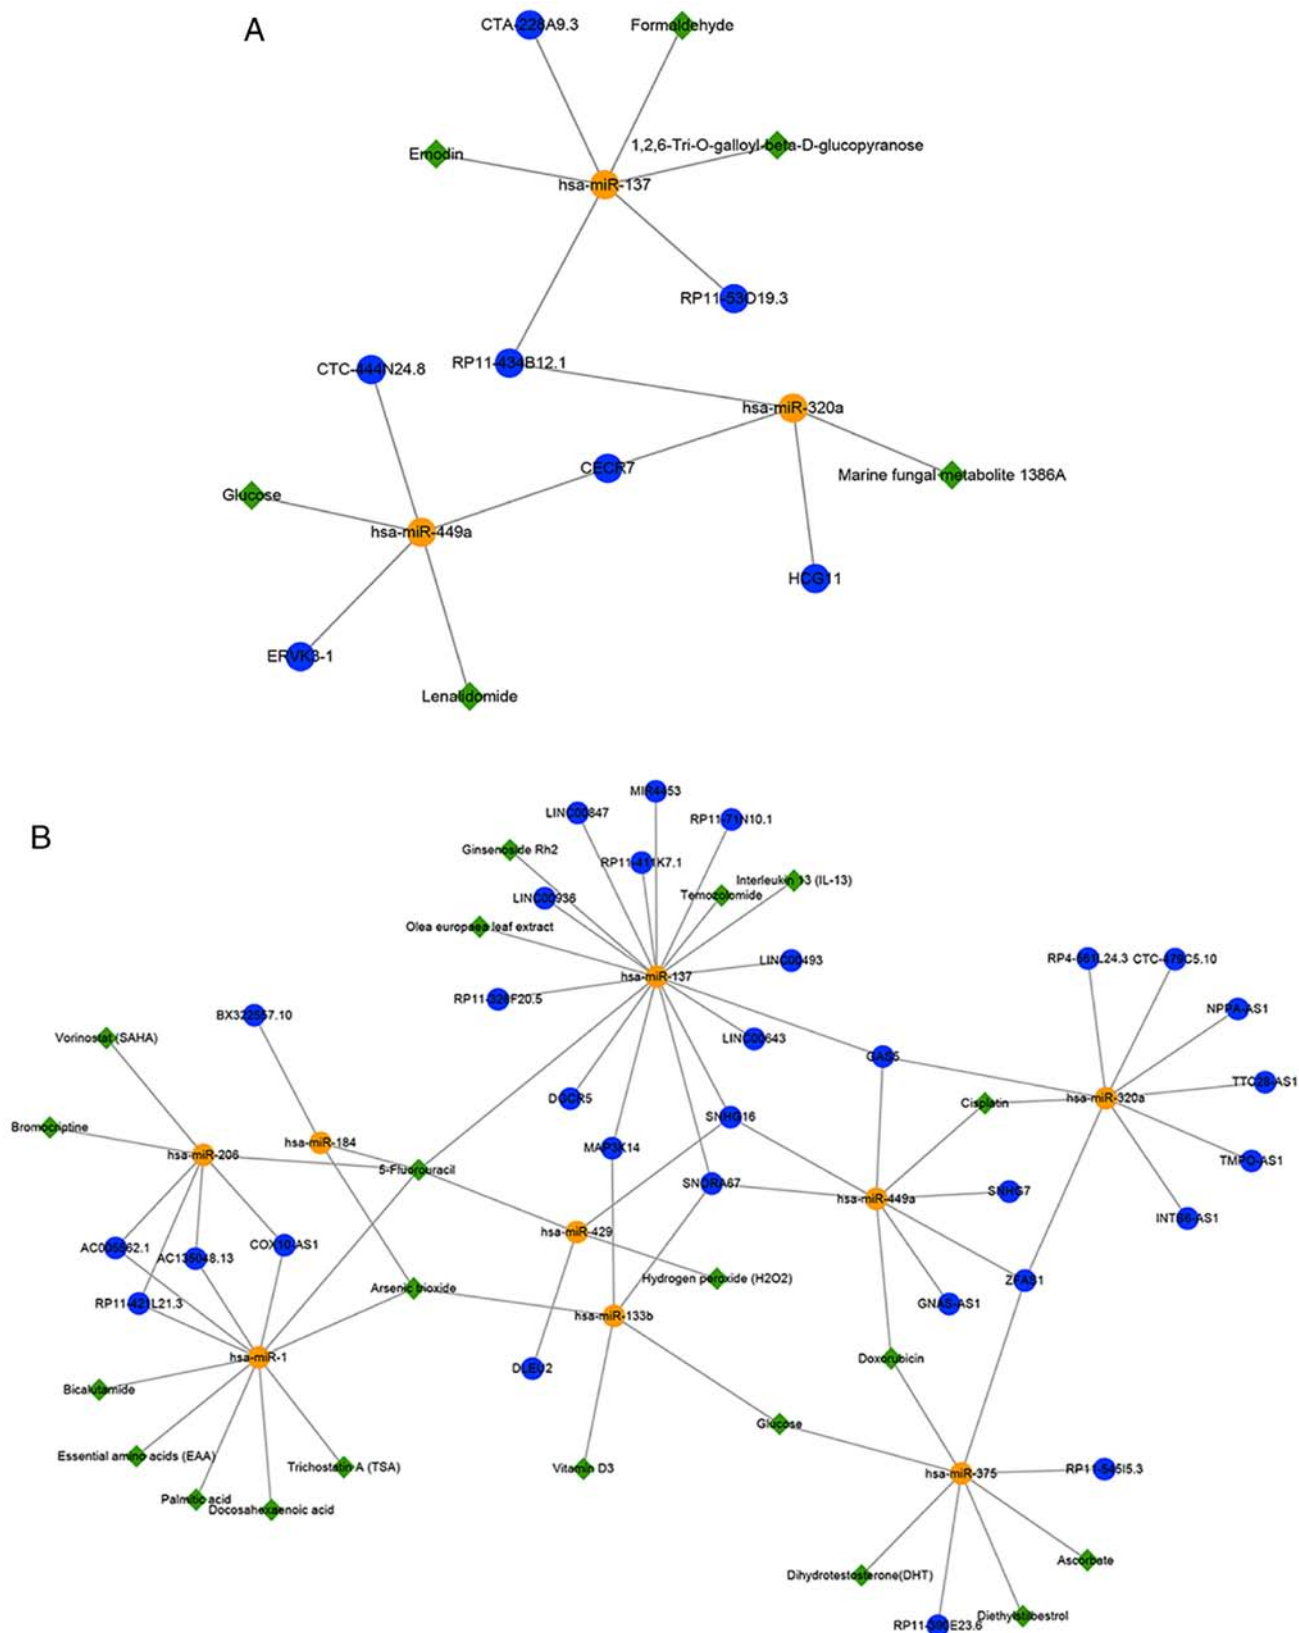 A
CTA-228A9.3
Formaldehyde
Emodin
1,2,6-Tri-O-galloyl-beta-D-glucopyranose
hsa-miR-137
RP11-53O19.3
CTC-444N24.8
RP11-434B12.1
hsa-miR-320a
CECR7
Marine fungal metabolite 1386A
Glucose
hsa-miR-449a
HCG11
ERVK3-1
Lenalidomide
B
MIR4453
LINC00847
RP11-71N10.1
Ginsenoside Rh2
RP11-411K7.1
Interleukin 13 (IL-13)
LINC00936
Temozolomide
Olea europaea leaf extract
LINC00493
RP4-561L24.3
CTC-479C5.10
hsa-miR-137
RP11-326F20.5
NPPA-AS1
BX322557.10
Vorinostat (SAHA)
LINC00643
GAS5
TTC28-AS1
DGCR5
Cisplatin
hsa-miR-320a
SNHG16
Bromocriptine
hsa-miR-184
MAP3K14
hsa-miR-206
5-Fluorouracil
TMPO-AS1
SNORA67
hsa-miR-449a
SNHG7
INTS6-AS1
hsa-miR-429
AC005562.1
AC135048.13
COX10-AS1
Hydrogen peroxide (H2O2)
ZFAS1
Arsenic trioxide
RP11-421L21.3
GNAS-AS1
hsa-miR-133b
hsa-miR-1
DLEU2
Doxorubicin
Bicalutamide
Glucose
Essential amino acids (EAA)
Trichostatin A (TSA)
Vitamin D3
hsa-miR-375
RP11-545I5.3
Palmitic acid
Docosahexaenoic acid
Ascorbate
Dihydrotestosterone(DHT)
Diethylstilbestrol
RP11-390E23.6